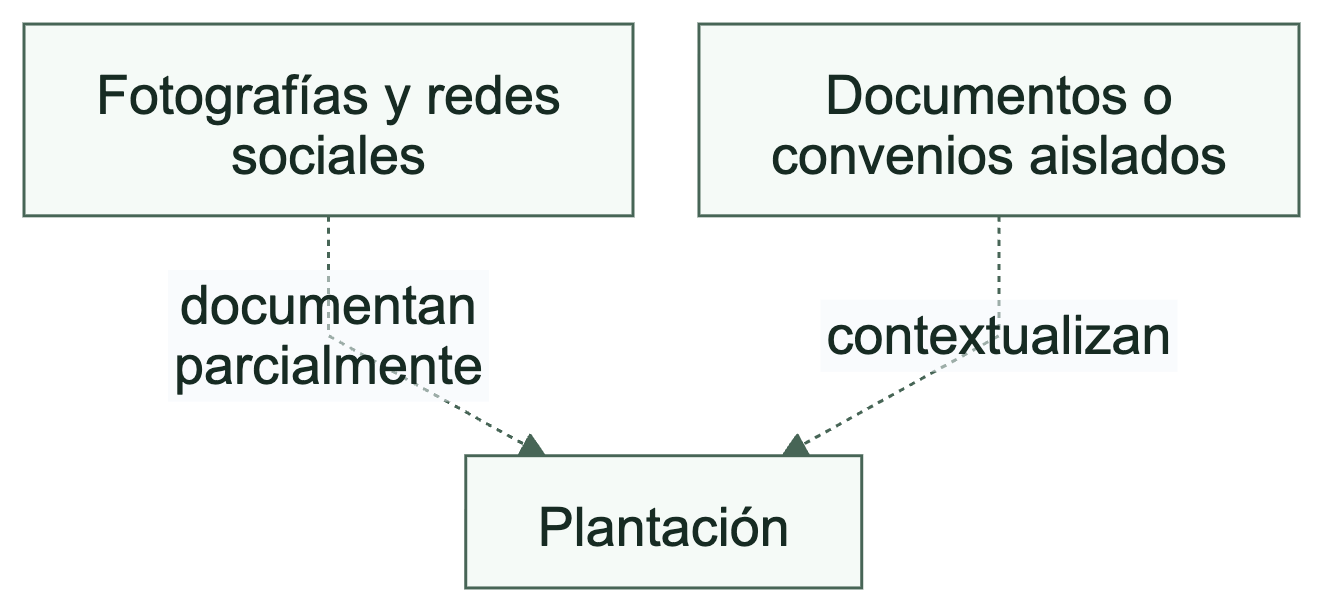 Fotografías y redes
sociales
Documentos o
convenios aislados
documentan
parcialmente
contextualizan
Plantación